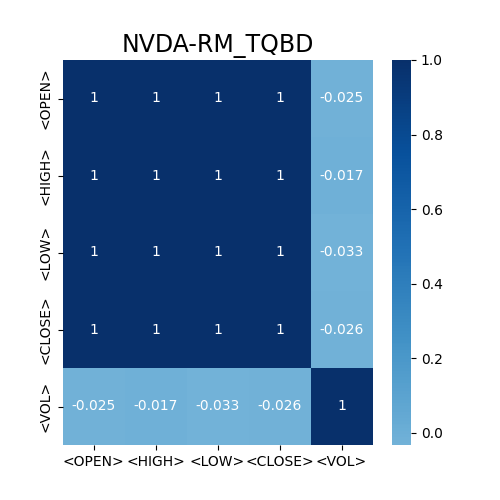 NVDA-RM_TQBD
<OPEN> 1 1 1 1 -0.025
<HIGH> 1 1 1 1 -0.017
<LOW> 1 1 1 1 -0.033
<CLOSE> 1 1 1 1 -0.026
<VOL> -0.025 -0.017 -0.033 -0.026 1
<OPEN> <HIGH> <LOW> <CLOSE> <VOL>
1.0
0.8
0.6
0.4
0.2
0.0